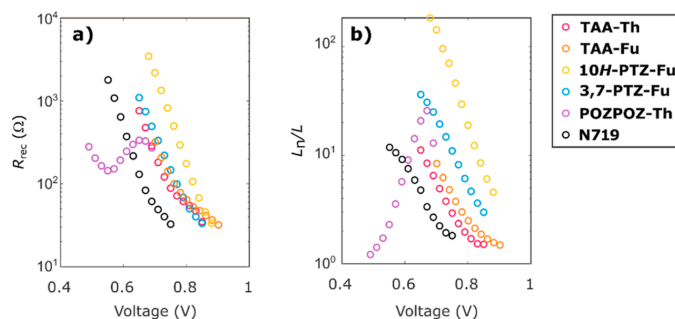 a)
10⁴
10³
10²
10¹
R_rec (Ω)
0.4 0.6 0.8 1
Voltage (V)
b)
10²
10¹
10⁰
L_n/L
0.4 0.6 0.8 1
Voltage (V)
TAA-Th
TAA-Fu
10H-PTZ-Fu
3,7-PTZ-Fu
POZPOZ-Th
N719